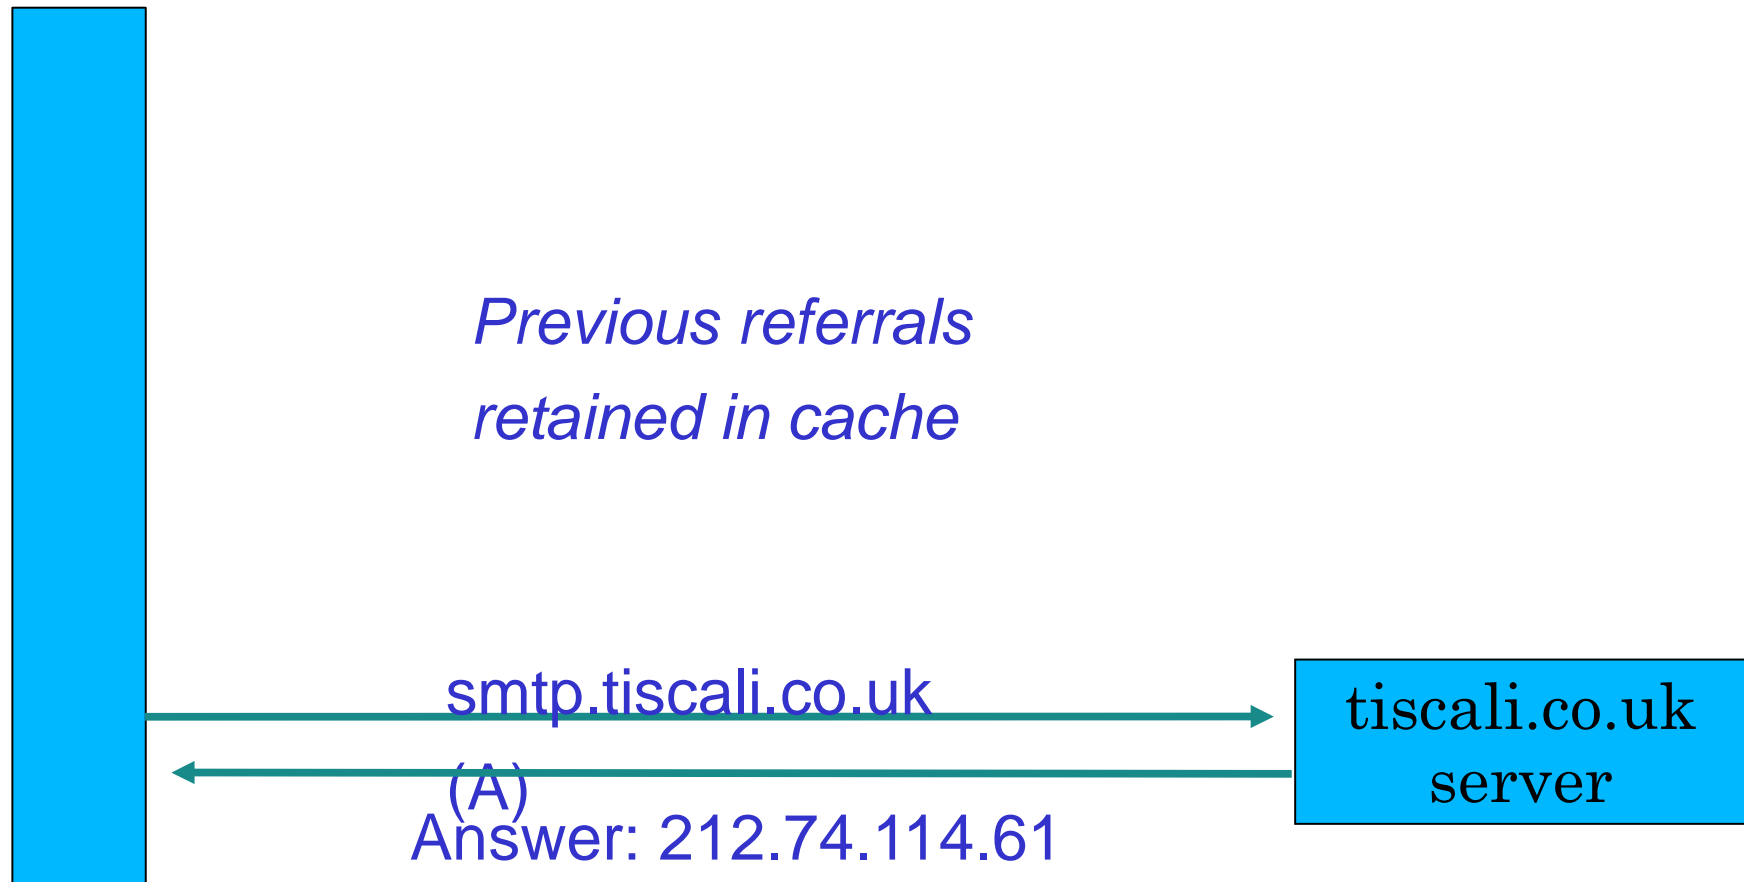 Previous referrals
retained in cache
smtp.tiscali.co.uk
(A)
Answer: 212.74.114.61
tiscali.co.uk
server